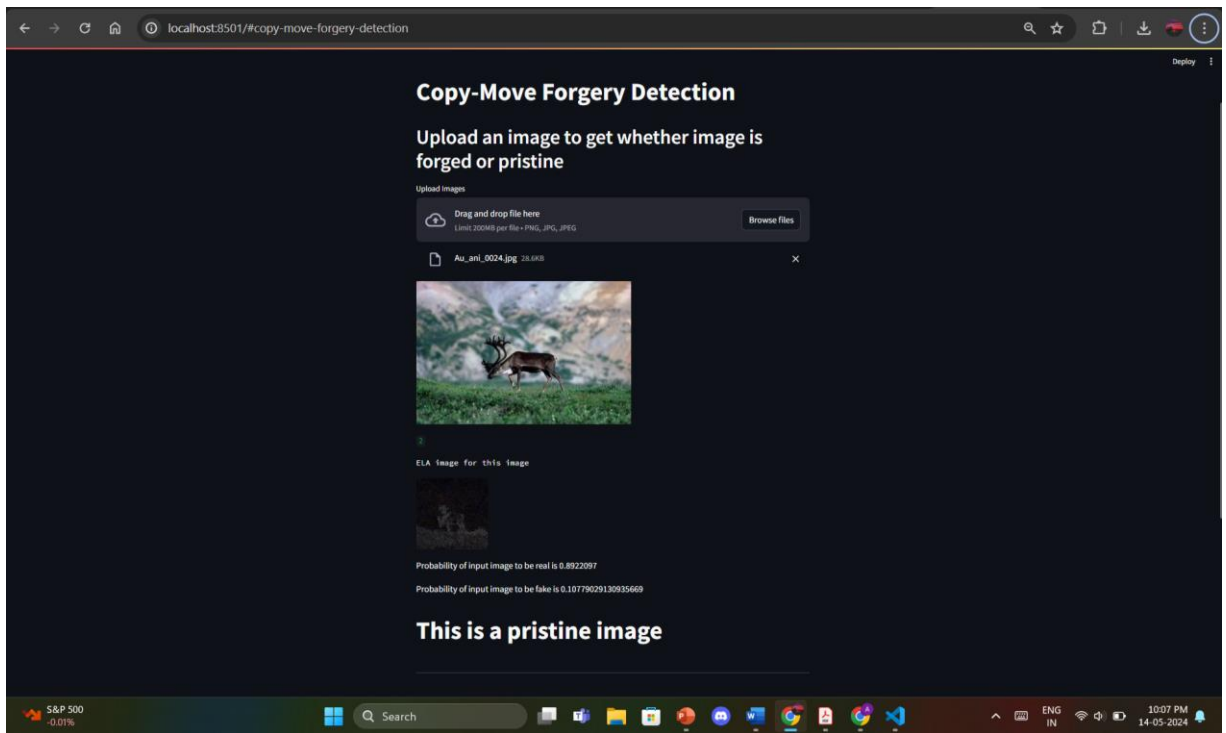 localhost:8501/#copy-move-forgery-detection
Deploy
Copy-Move Forgery Detection
Upload an image to get whether image is
forged or pristine
Upload Images
Drag and drop file here
Limit 200MB per file • PNG, JPG, JPEG
Browse files
Au_ani_0024.jpg 28.6KB
2
ELA image for this image
Probability of input image to be real is 0.8922097
Probability of input image to be fake is 0.10779029130935669
This is a pristine image
S&P 500
-0.01%
Search
ENG
IN
10:07 PM
14-05-2024